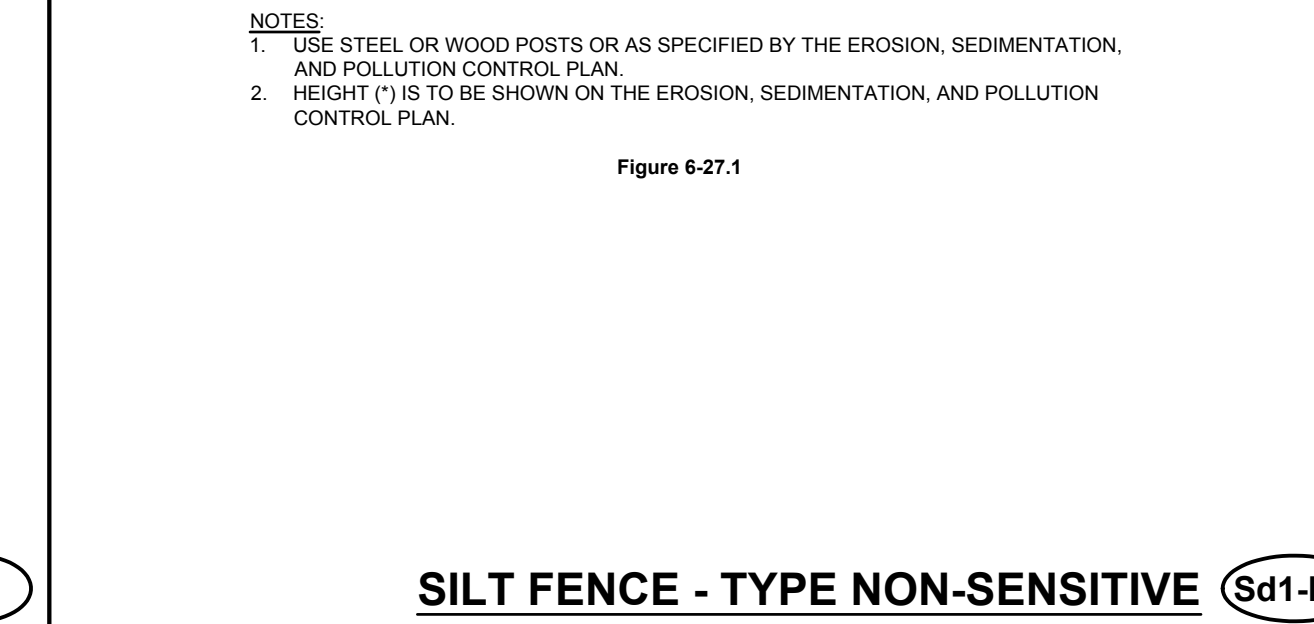 NOTES:
1. USE STEEL OR WOOD POSTS OR AS SPECIFIED BY THE EROSION, SEDIMENTATION,
AND POLLUTION CONTROL PLAN.
2. HEIGHT (*) IS TO BE SHOWN ON THE EROSION, SEDIMENTATION, AND POLLUTION
CONTROL PLAN.
Figure 6-27.1
SILT FENCE - TYPE NON-SENSITIVE